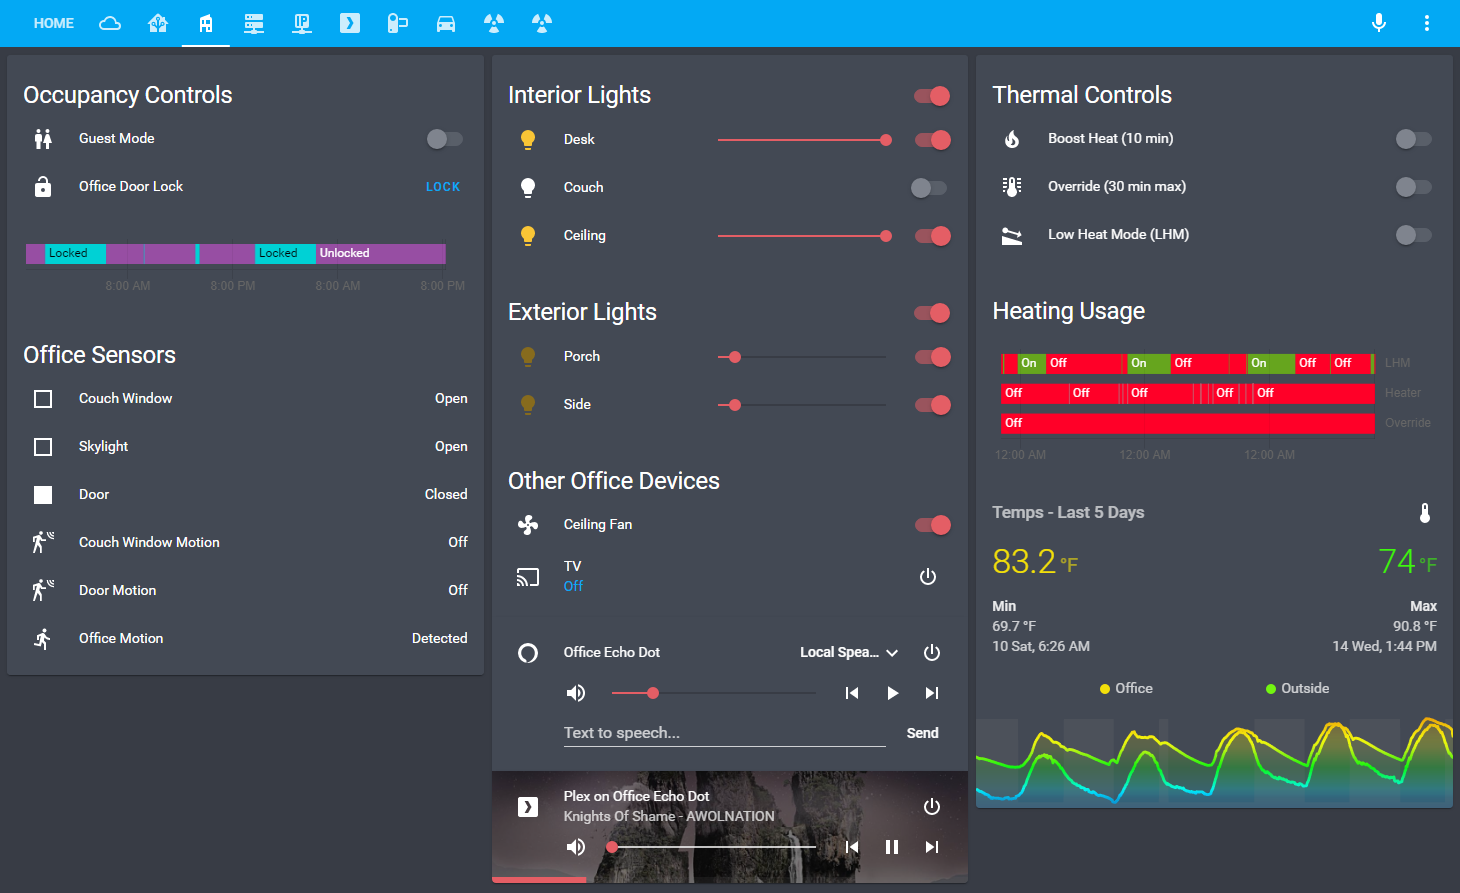 HOME
IP
Occupancy Controls
Guest Mode
Office Door Lock
LOCK
Locked
Locked
Unlocked
8:00 AM
8:00 PM
8:00 AM
8:00 PM
Office Sensors
Couch Window
Open
Skylight
Open
Door
Closed
Couch Window Motion
Off
Door Motion
Off
Office Motion
Detected
Interior Lights
Desk
Couch
Ceiling
Exterior Lights
Porch
Side
Other Office Devices
Ceiling Fan
TV
Off
Office Echo Dot
Local Spea...
Text to speech...
Send
Plex on Office Echo Dot
Knights Of Shame - AWOLNATION
Thermal Controls
Boost Heat (10 min)
Override (30 min max)
Low Heat Mode (LHM)
Heating Usage
On Off On Off On Off Off LHM
Off Off Off Off Off Heater
Off Override
12:00 AM 12:00 AM 12:00 AM
Temps - Last 5 Days
83.2 °F
74 °F
Min
Max
69.7 °F
90.8 °F
10 Sat, 6:26 AM
14 Wed, 1:44 PM
Office
Outside